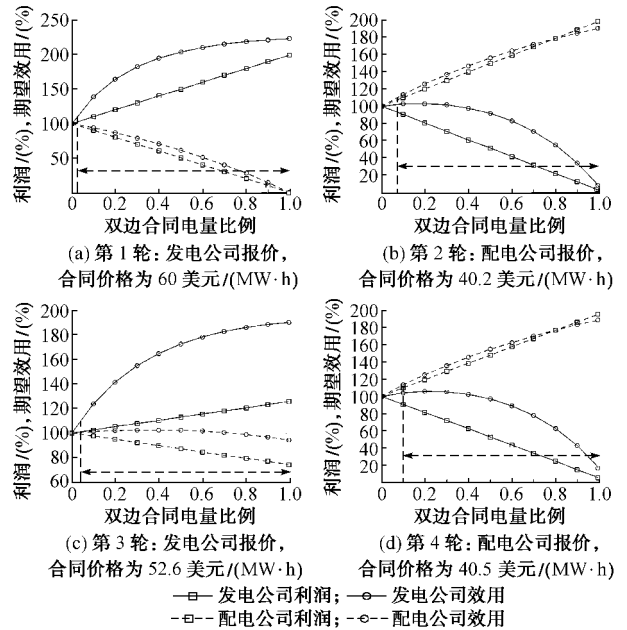 利润/(%), 期望效用/(%)
250
200
150
100
50
0 0.2 0.4 0.6 0.8 1.0
双边合同电量比例
(a) 第 1 轮：发电公司报价，
合同价格为 60 美元/(MW·h)
利润/(%), 期望效用/(%)
200
180
160
140
120
100
80
60
40
20
0 0.2 0.4 0.6 0.8 1.0
双边合同电量比例
(b) 第 2 轮：配电公司报价，
合同价格为 40.2 美元/(MW·h)
利润/(%), 期望效用/(%)
200
180
160
140
120
100
80
60
0 0.2 0.4 0.6 0.8 1.0
双边合同电量比例
(c) 第 3 轮：发电公司报价，
合同价格为 52.6 美元/(MW·h)
利润/(%), 期望效用/(%)
200
180
160
140
120
100
80
60
40
20
0 0.2 0.4 0.6 0.8 1.0
双边合同电量比例
(d) 第 4 轮：配电公司报价，
合同价格为 40.5 美元/(MW·h)
发电公司利润； 发电公司效用
配电公司利润； 配电公司效用